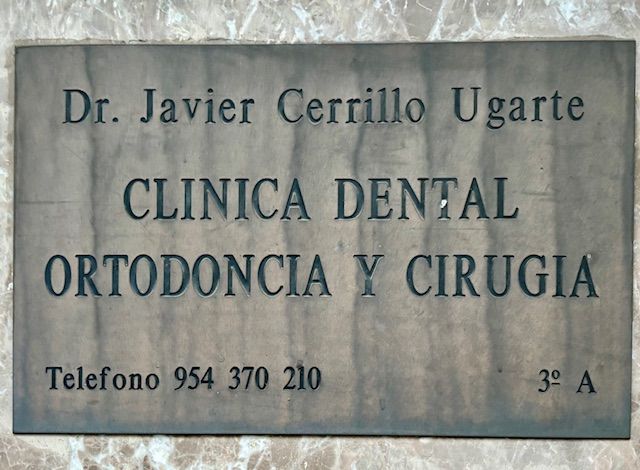 Dr. Javier Cerrillo Ugarte
CLINICA DENTAL
ORTODONCIA Y CIRUGIA
Telefono 954 370 210 3º A